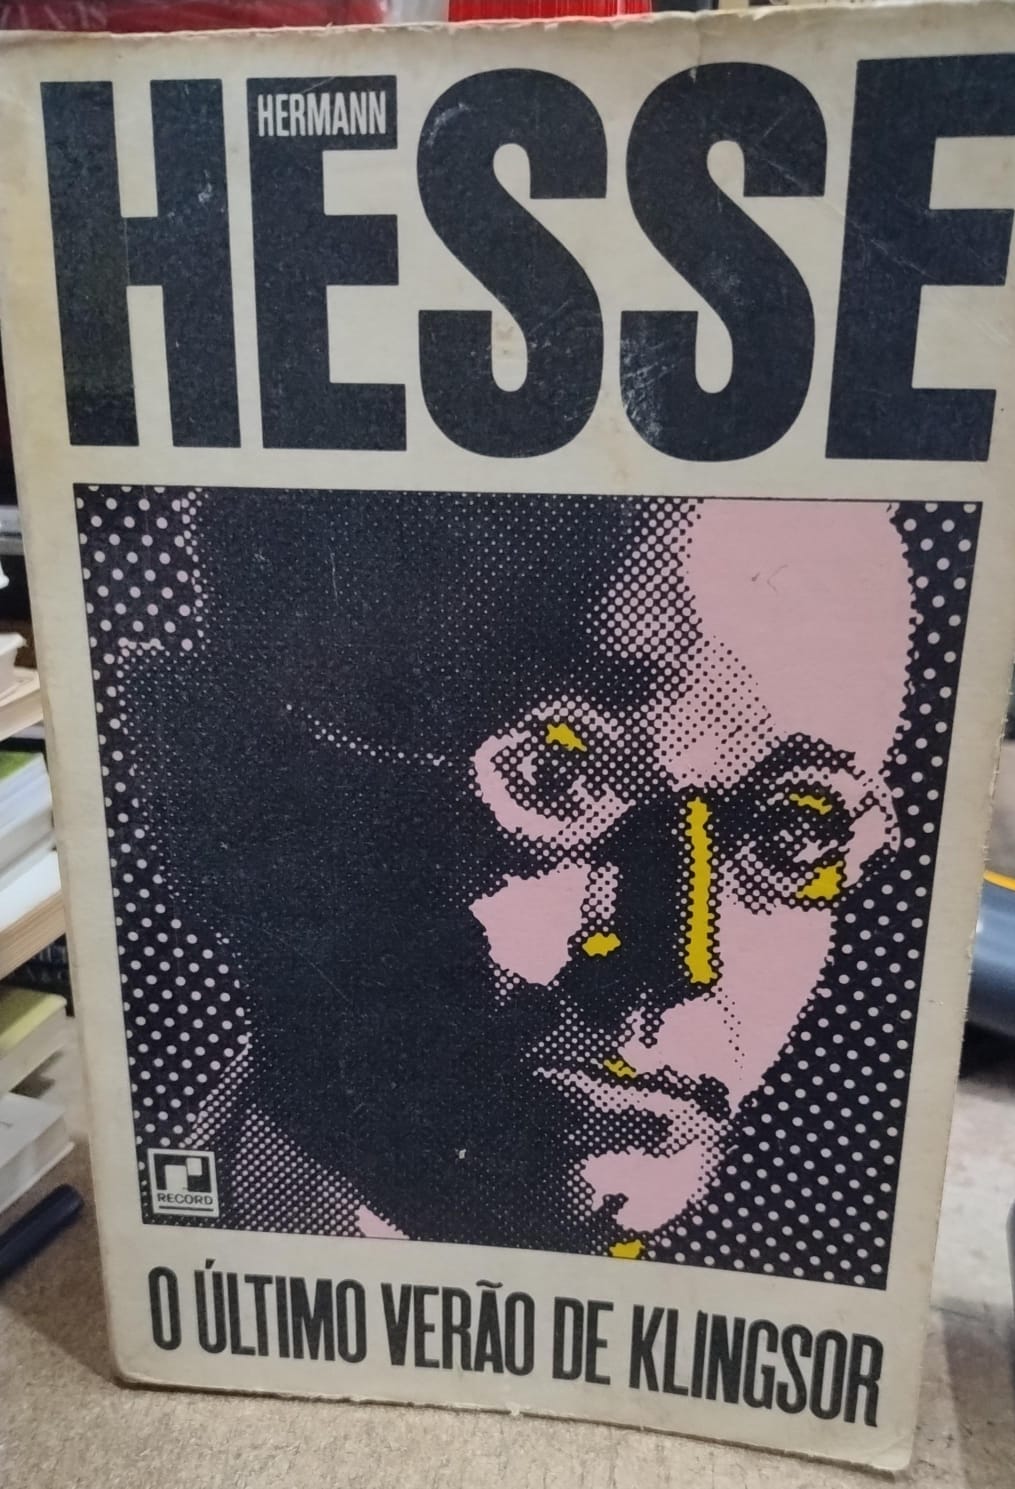 HERMANN
HESSE
RECORD
O ÚLTIMO VERÃO DE KLINGSOR